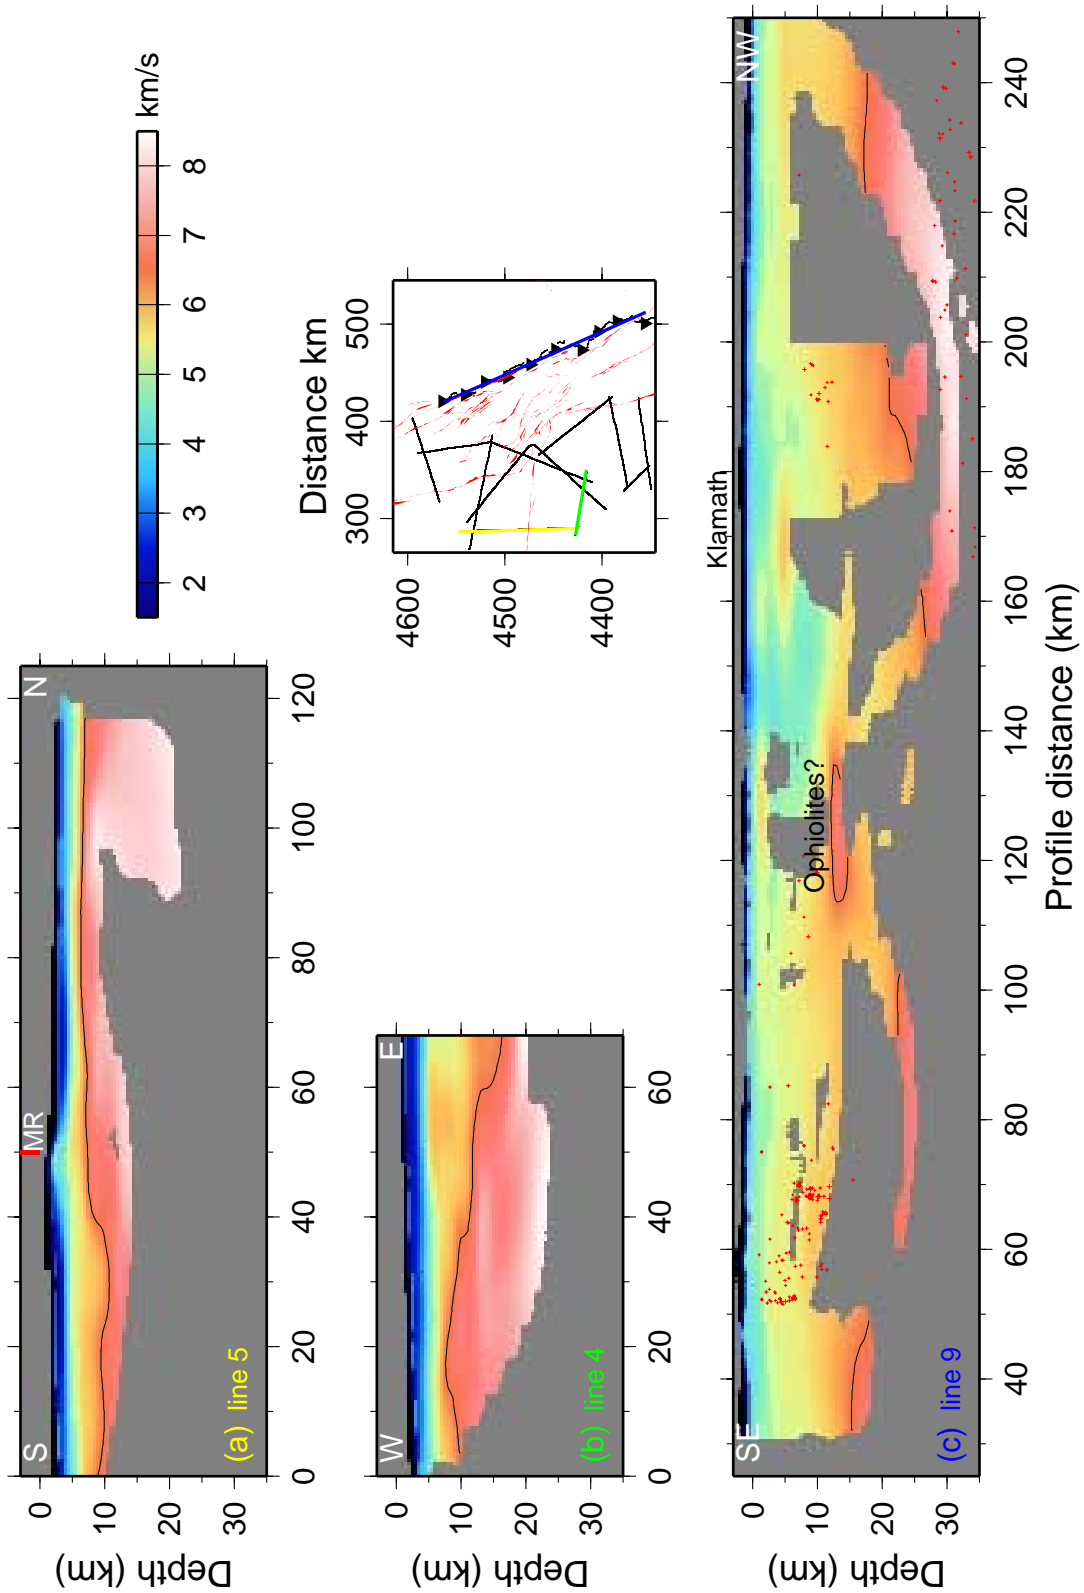 S
MR
N
(a) line 5
0
10
20
30
Depth (km)
0 20 40 60 80 100 120
2 3 4 5 6 7 8
km/s
W
E
(b) line 4
0
10
20
30
Depth (km)
0 20 40 60
Distance km
300 400 500
4600
4500
4400
Klamath
SE
NW
Ophiolites?
(c) line 9
0
10
20
30
Depth (km)
40 60 80 100 120 140 160 180 200 220 240
Profile distance (km)